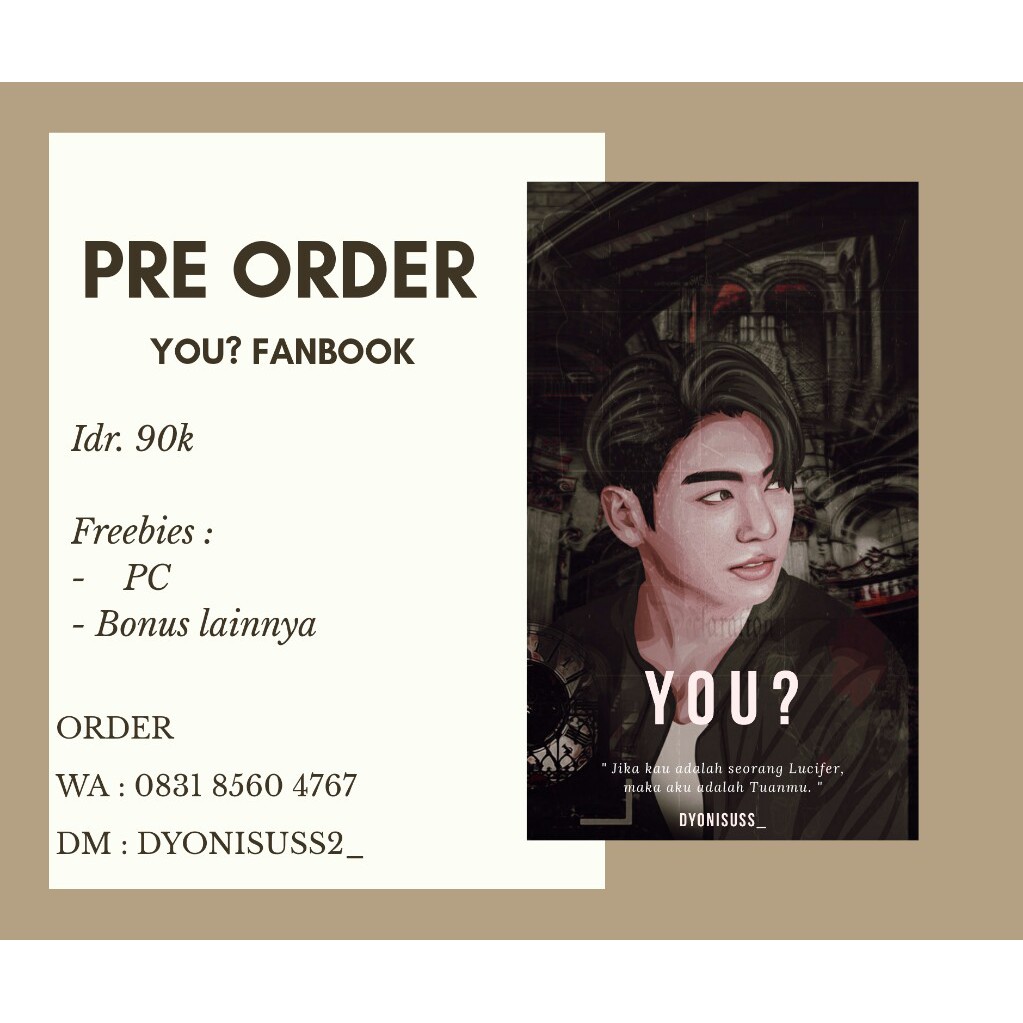 PRE ORDER
YOU? FANBOOK
Idr. 90k
Freebies :
- PC
- Bonus lainnya
ORDER
WA : 0831 8560 4767
DM : DYONISUSS2_
YOU?
" Jika kau adalah seorang Lucifer,
maka aku adalah Tuanmu. "
DYONISUSS_